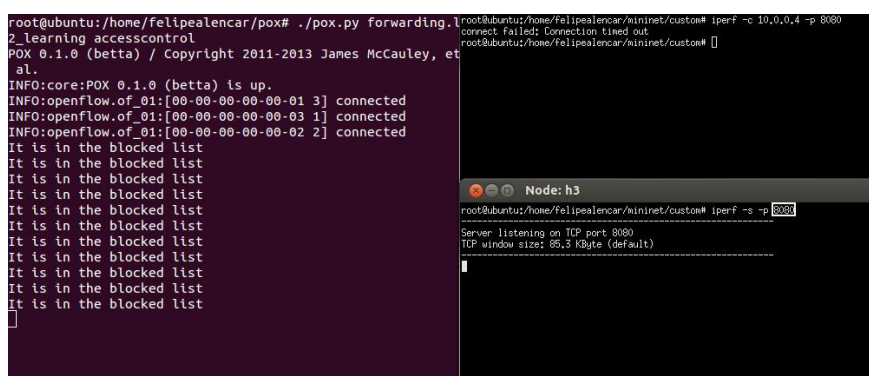 root@ubuntu:/home/felipealencar/pox# ./pox.py forwarding.l
2_learning accesscontrol
POX 0.1.0 (betta) / Copyright 2011-2013 James McCauley, et
al.
INFO:core:POX 0.1.0 (betta) is up.
INFO:openflow.of_01:[00-00-00-00-00-01 3] connected
INFO:openflow.of_01:[00-00-00-00-00-03 1] connected
INFO:openflow.of_01:[00-00-00-00-00-02 2] connected
It is in the blocked list
It is in the blocked list
It is in the blocked list
It is in the blocked list
It is in the blocked list
It is in the blocked list
It is in the blocked list
It is in the blocked list
It is in the blocked list
It is in the blocked list
It is in the blocked list
root@ubuntu:/home/felipealencar/mininet/custom# iperf -c 10.0.0.4 -p 8080
connect failed: Connection timed out
root@ubuntu:/home/felipealencar/mininet/custom#
Node: h3
root@ubuntu:/home/felipealencar/mininet/custom# iperf -s -p 8080
------------------------------------------------------------
Server listening on TCP port 8080
TCP window size: 85.3 KByte (default)
------------------------------------------------------------